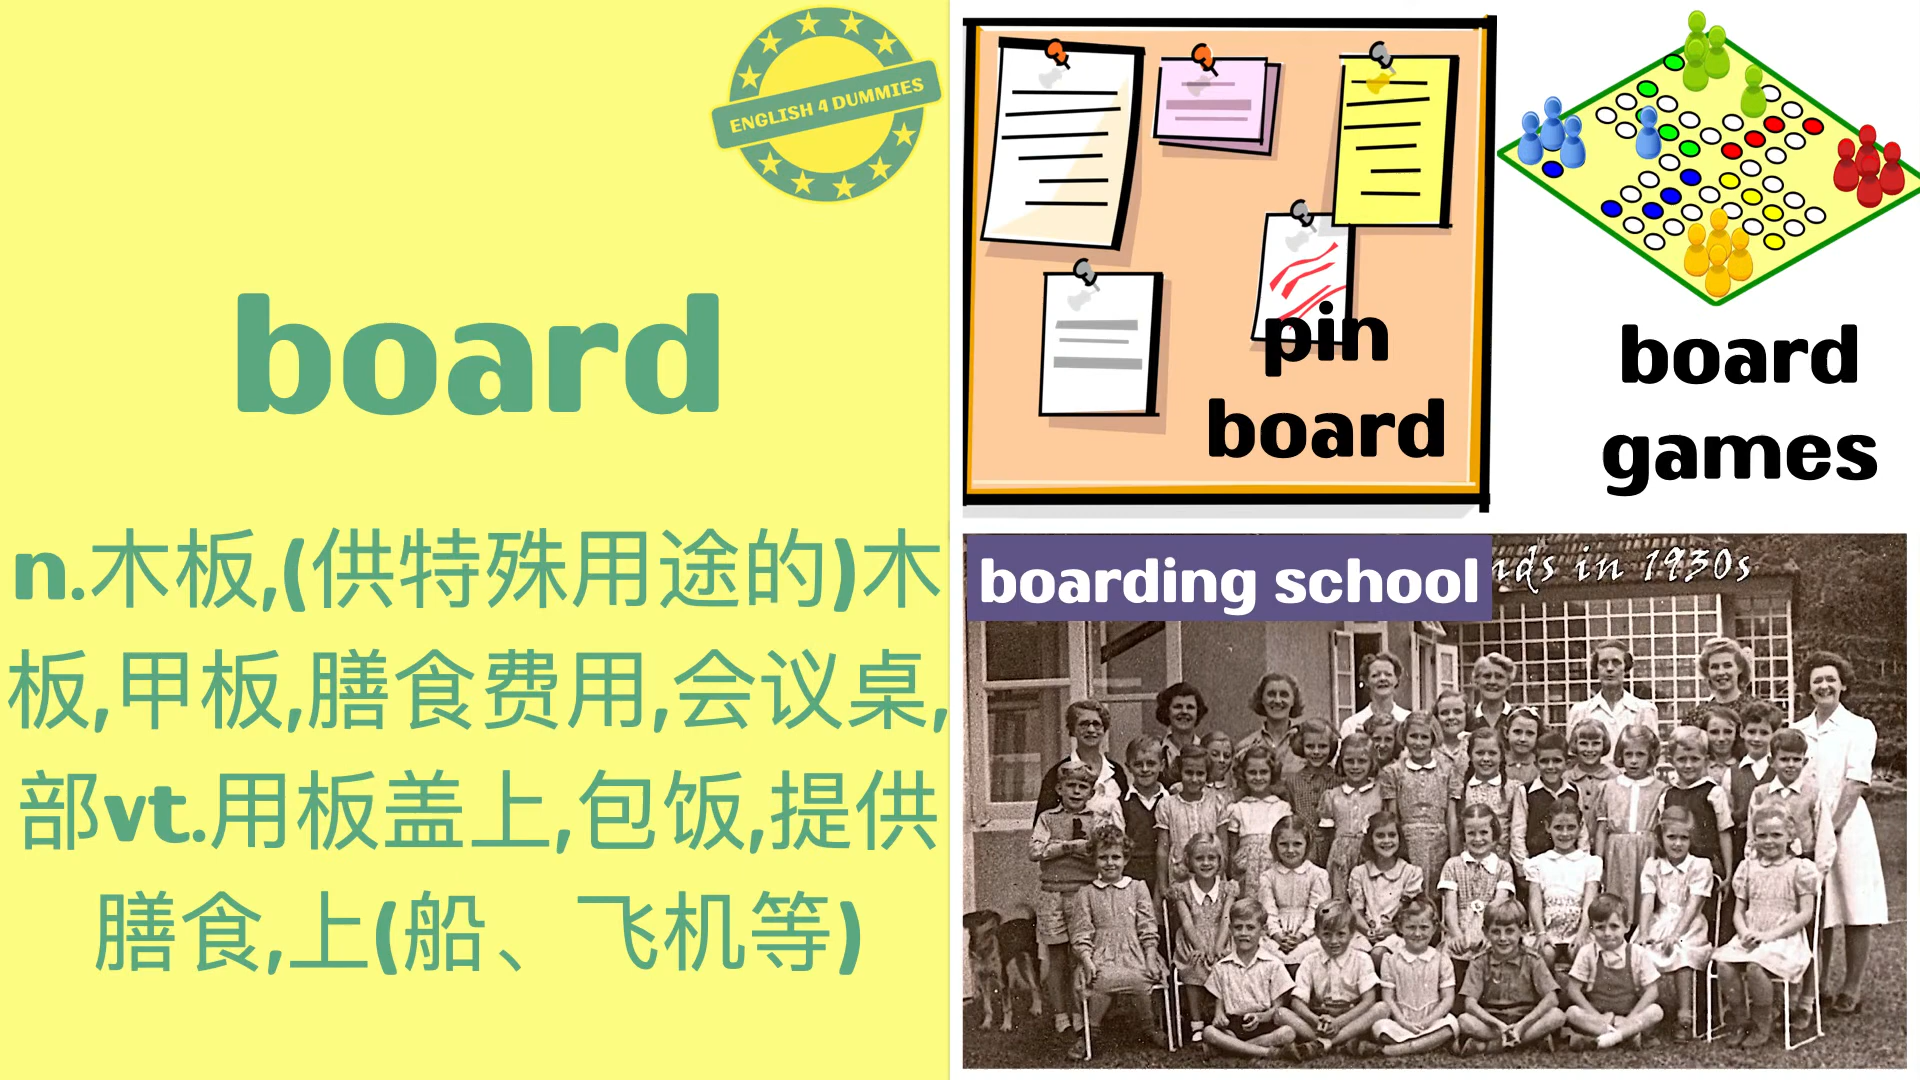 ENGLISH 4 DUMMIES
board
n.木板,(供特殊用途的)木
板,甲板,膳食费用,会议桌,
部vt.用板盖上,包饭,提供
膳食,上(船、飞机等)
pin
board
board
games
boarding school
in 1930s